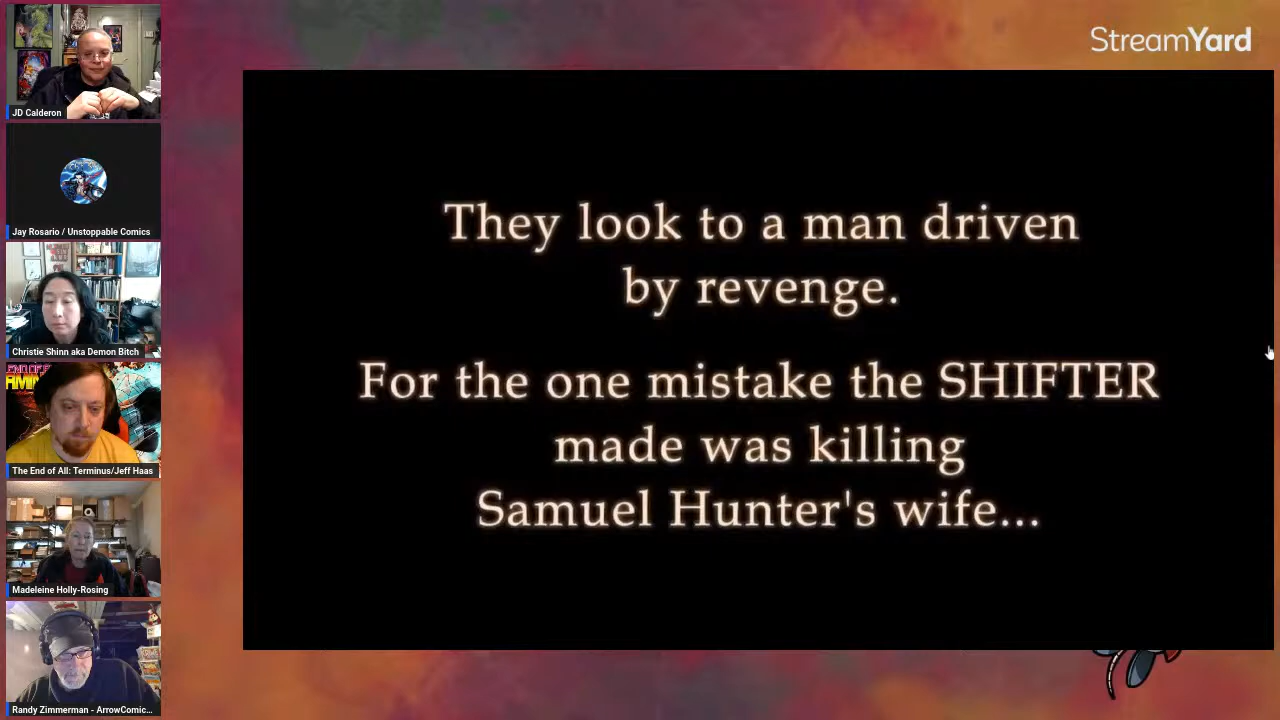 StreamYard
They look to a man driven
by revenge.
For the one mistake the SHIFTER
made was killing
Samuel Hunter's wife...
JD Calderon
Jay Rosario / Unstoppable Comics
Christie Shinn aka Demon Bitch
The End of All: Terminus/Jeff Haas
Madeleine Holly-Rosing
Randy Zimmerman - ArrowComic...